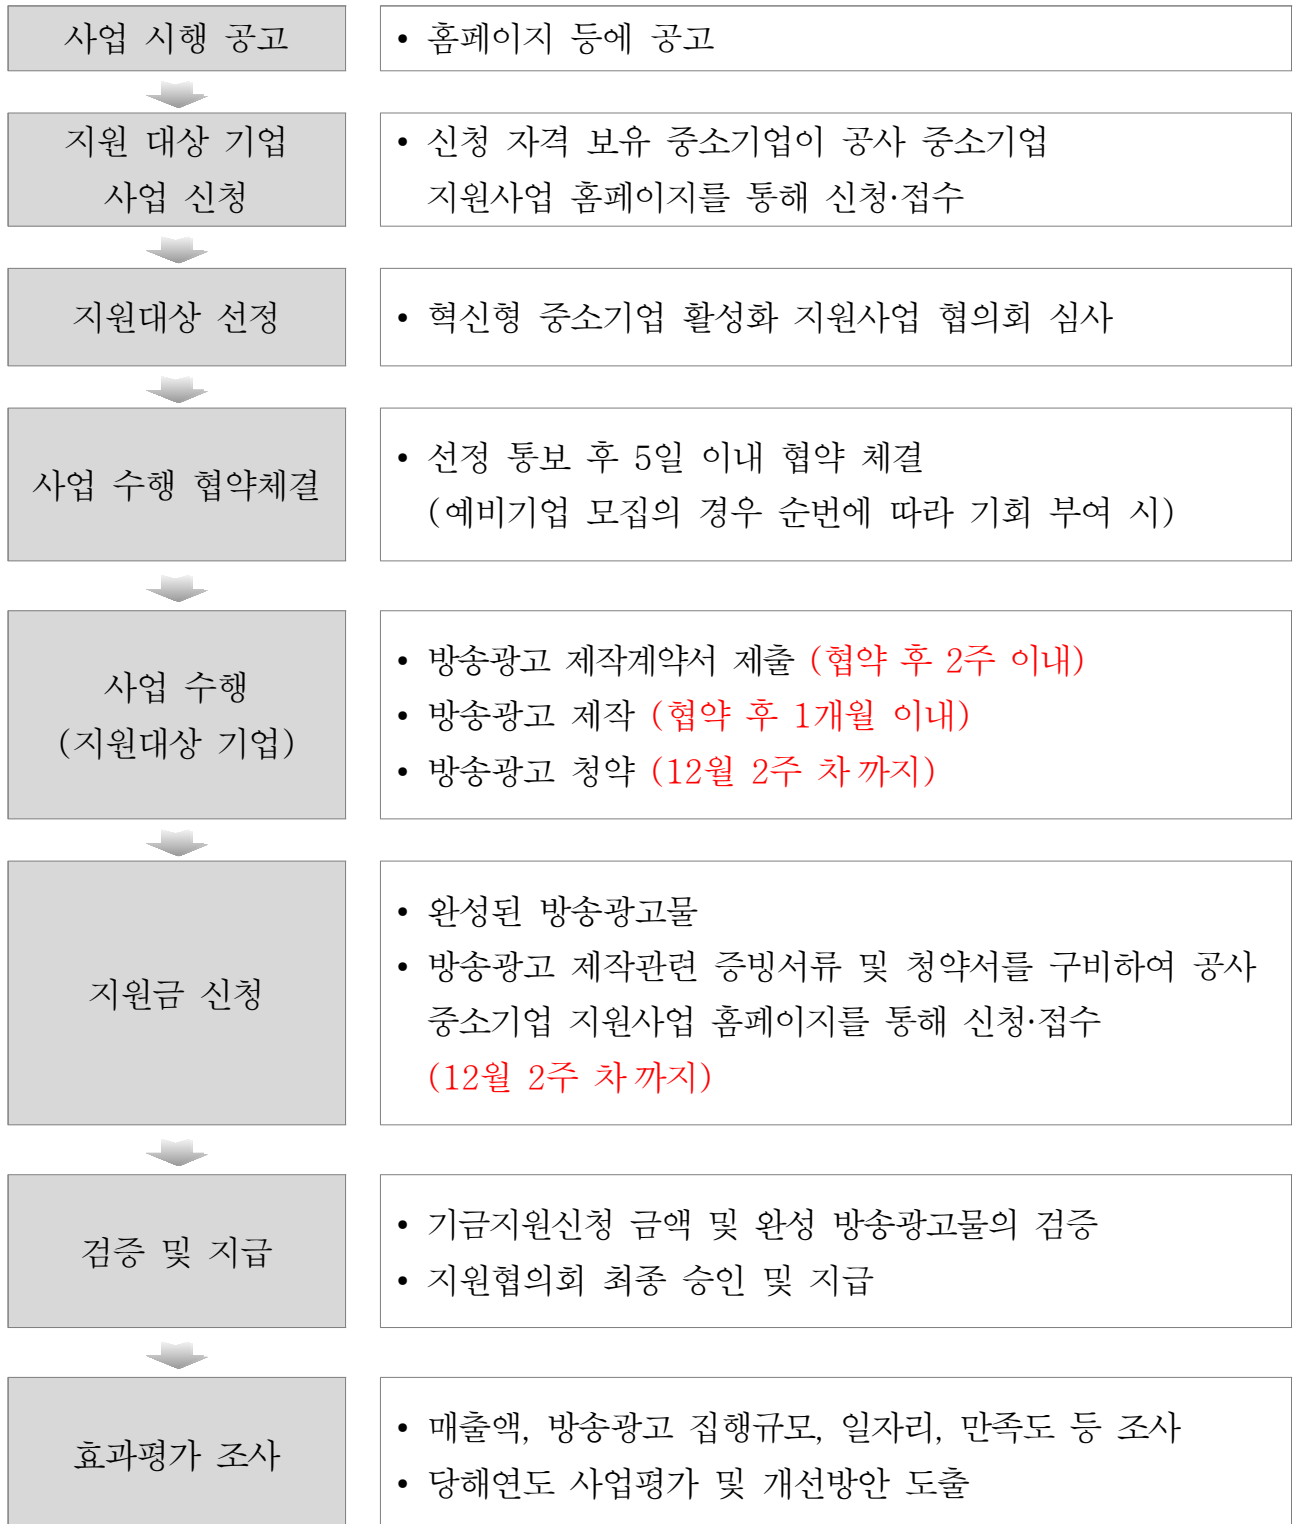 사업 시행 공고
• 홈페이지 등에 공고
지원 대상 기업
사업 신청
• 신청 자격 보유 중소기업이 공사 중소기업
지원사업 홈페이지를 통해 신청·접수
지원대상 선정
• 혁신형 중소기업 활성화 지원사업 협의회 심사
사업 수행 협약체결
• 선정 통보 후 5일 이내 협약 체결
(예비기업 모집의 경우 순번에 따라 기회 부여 시)
사업 수행
(지원대상 기업)
• 방송광고 제작계약서 제출 (협약 후 2주 이내)
• 방송광고 제작 (협약 후 1개월 이내)
• 방송광고 청약 (12월 2주 차까지)
지원금 신청
• 완성된 방송광고물
• 방송광고 제작관련 증빙서류 및 청약서를 구비하여 공사
중소기업 지원사업 홈페이지를 통해 신청·접수
(12월 2주 차까지)
검증 및 지급
• 기금지원신청 금액 및 완성 방송광고물의 검증
• 지원협의회 최종 승인 및 지급
효과평가 조사
• 매출액, 방송광고 집행규모, 일자리, 만족도 등 조사
• 당해연도 사업평가 및 개선방안 도출